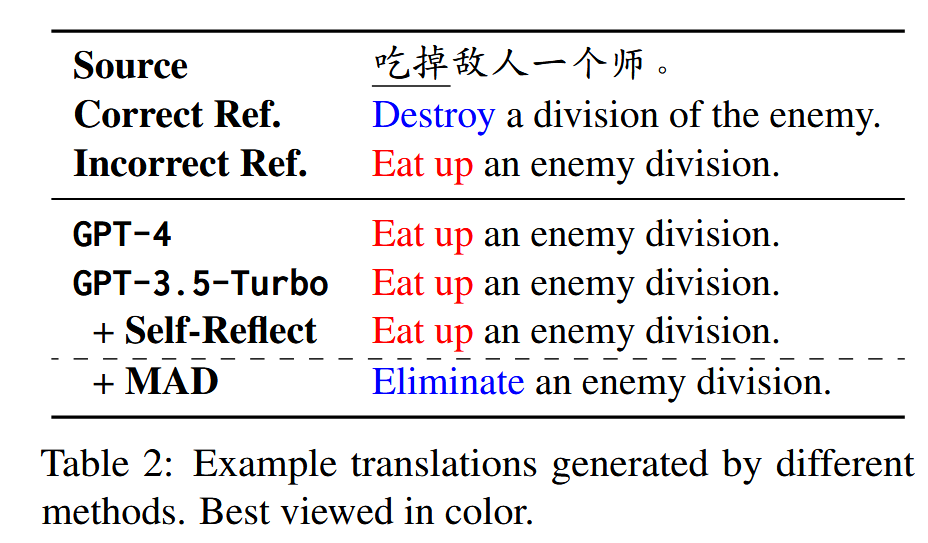 Source 吃掉敌人一个师。
Correct Ref. Destroy a division of the enemy.
Incorrect Ref. Eat up an enemy division.
GPT-4 Eat up an enemy division.
GPT-3.5-Turbo Eat up an enemy division.
+ Self-Reflect Eat up an enemy division.
+ MAD Eliminate an enemy division.
Table 2: Example translations generated by different
methods. Best viewed in color.